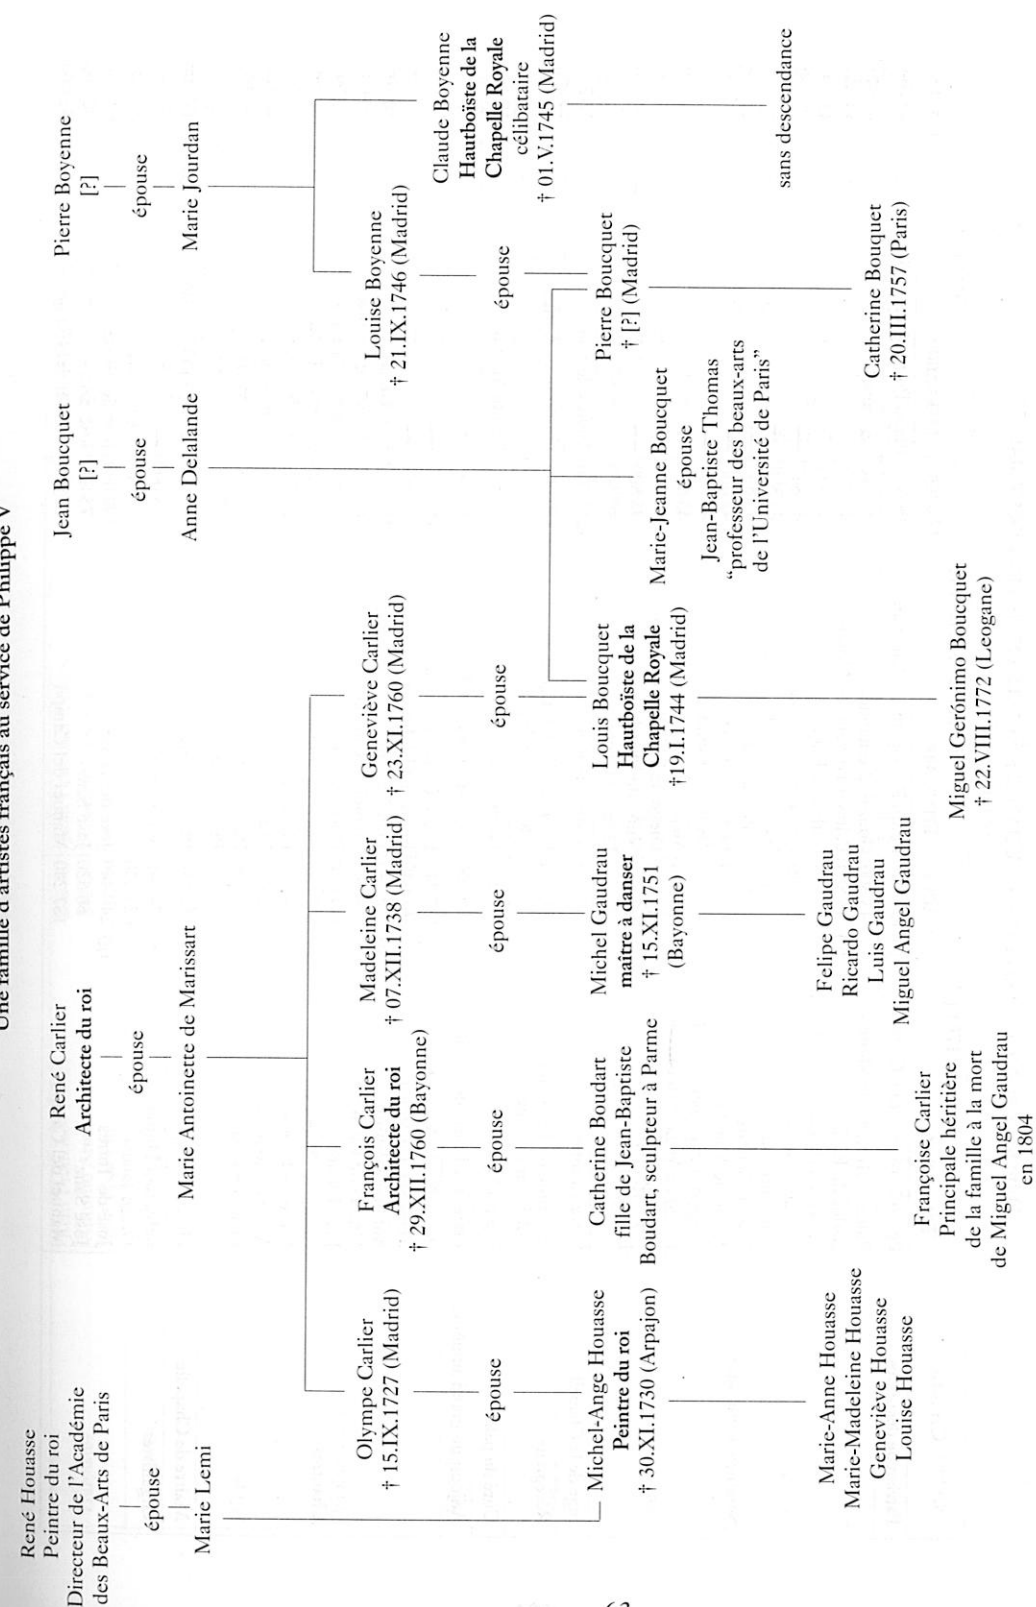 Une famille d'artistes français au service de Philippe V
René Houasse
Peintre du roi
Directeur de l'Académie
des Beaux-Arts de Paris
épouse
Marie Lemi
René Carlier
Architecte du roi
épouse
Marie Antoinette de Marissart
Jean Boucquet
[?]
épouse
Anne Delalande
Pierre Boyenne
[?]
épouse
Marie Jourdan
Olympe Carlier
† 15.IX.1727 (Madrid)
épouse
Michel-Ange Houasse
Peintre du roi
† 30.XI.1730 (Arpajon)
Marie-Anne Houasse
Marie-Madeleine Houasse
Geneviève Houasse
Louise Houasse
François Carlier
Architecte du roi
† 29.XII.1760 (Bayonne)
épouse
Catherine Boudart
fille de Jean-Baptiste
Boudart, sculpteur à Parme
Françoise Carlier
Principale héritière
de la famille à la mort
de Miguel Angel Gaudrau
en 1804
Madeleine Carlier
† 07.XII.1738 (Madrid)
épouse
Michel Gaudrau
maître à danser
† 15.XI.1751
(Bayonne)
Felipe Gaudrau
Ricardo Gaudrau
Luis Gaudrau
Miguel Angel Gaudrau
Geneviève Carlier
† 23.XI.1760 (Madrid)
épouse
Louis Boucquet
Hautboïste de la
Chapelle Royale
†19.I.1744 (Madrid)
Miguel Gerónimo Boucquet
† 22.VIII.1772 (Leogane)
Marie-Jeanne Boucquet
épouse
Jean-Baptiste Thomas
“professeur des beaux-arts
de l'Université de Paris”
Louise Boyenne
† 21.IX.1746 (Madrid)
épouse
Pierre Boucquet
† [?] (Madrid)
Catherine Bouquet
† 20.III.1757 (Paris)
Claude Boyenne
Hautboïste de la
Chapelle Royale
célibataire
† 01.V.1745 (Madrid)
sans descendance